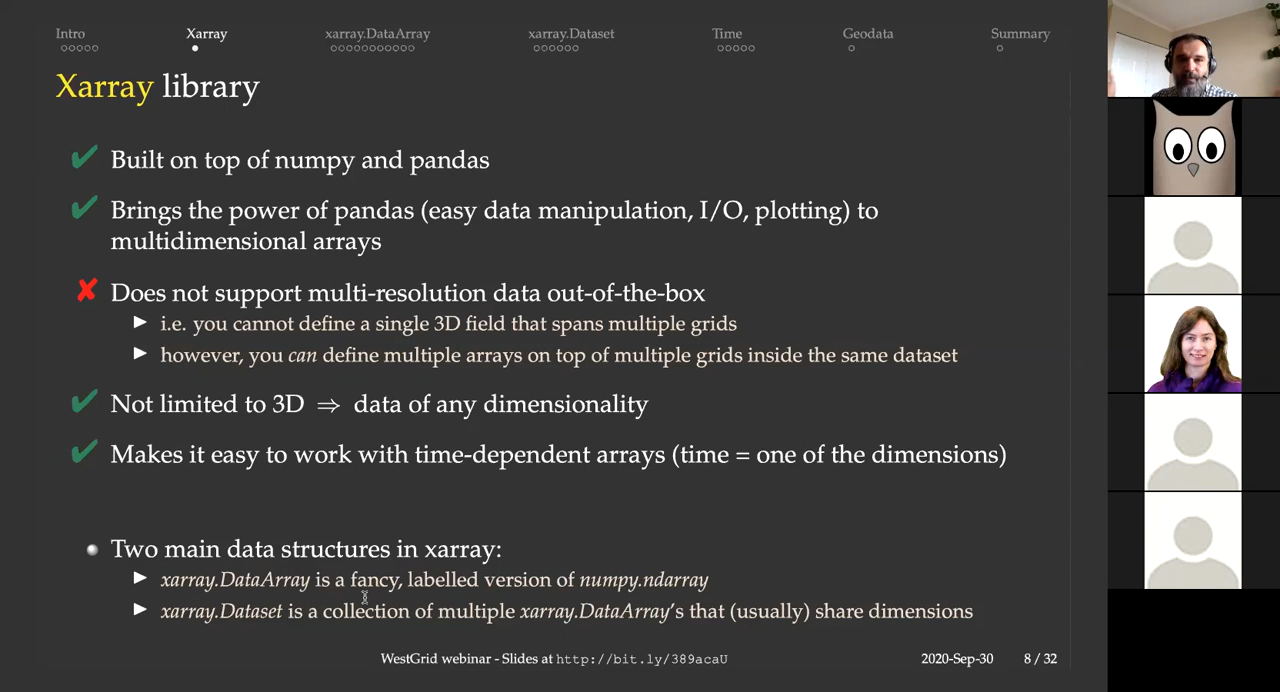 Intro Xarray xarray.DataArray xarray.Dataset Time Geodata Summary
Xarray library
✔ Built on top of numpy and pandas
✔ Brings the power of pandas (easy data manipulation, I/O, plotting) to
multidimensional arrays
✘ Does not support multi-resolution data out-of-the-box
▶ i.e. you cannot define a single 3D field that spans multiple grids
▶ however, you can define multiple arrays on top of multiple grids inside the same dataset
✔ Not limited to 3D ⇒ data of any dimensionality
✔ Makes it easy to work with time-dependent arrays (time = one of the dimensions)
Two main data structures in xarray:
▶ xarray.DataArray is a fancy, labelled version of numpy.ndarray
▶ xarray.Dataset is a collection of multiple xarray.DataArray's that (usually) share dimensions
WestGrid webinar - Slides at http://bit.ly/389acaU 2020-Sep-30 8 / 32